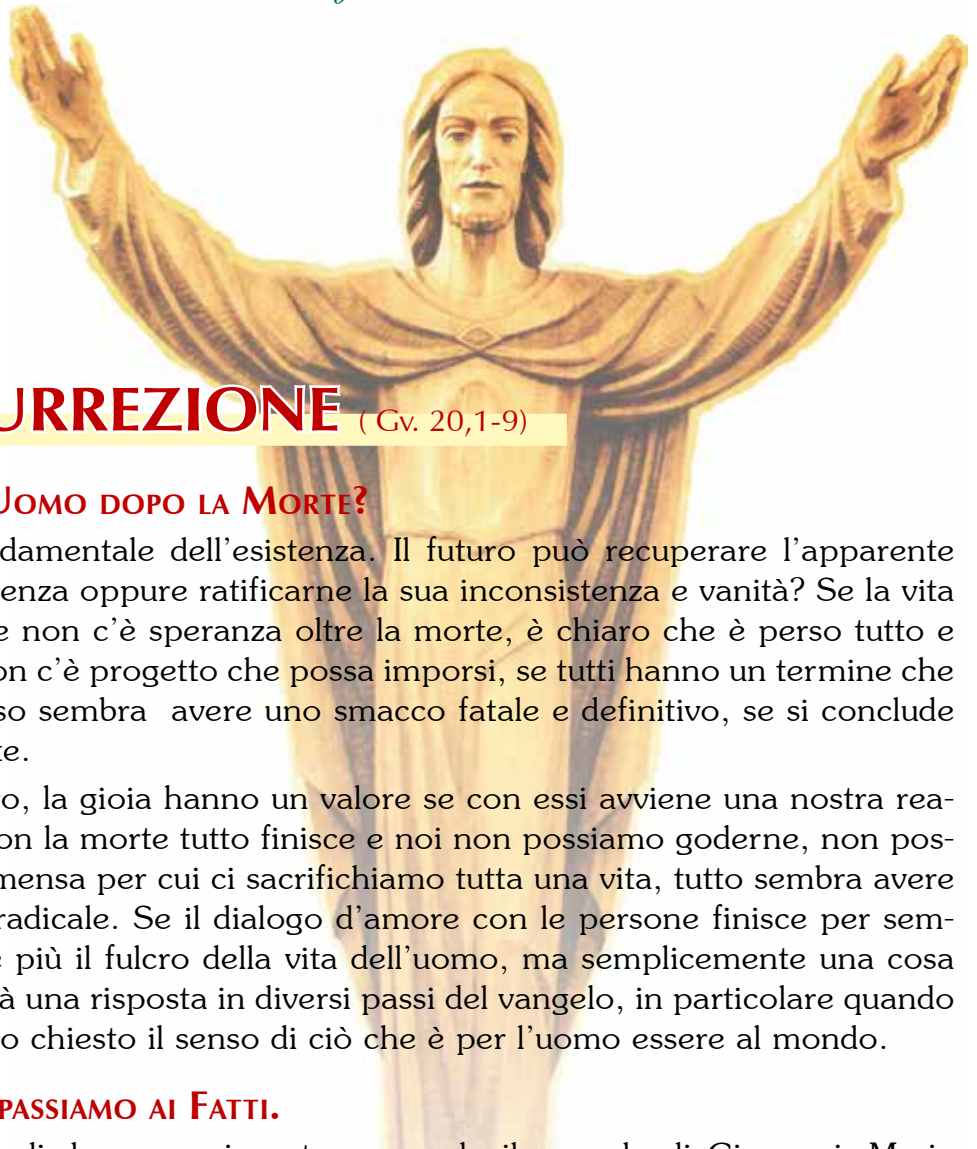 URREZIONE ( Gv. 20,1-9)
Uomo dopo la Morte?
damentale dell’esistenza. Il futuro può recuperare l’apparente
enza oppure ratificarne la sua inconsistenza e vanità? Se la vita
e non c’è speranza oltre la morte, è chiaro che è perso tutto e
on c’è progetto che possa imporsi, se tutti hanno un termine che
so sembra avere uno smacco fatale e definitivo, se si conclude
te.
ro, la gioia hanno un valore se con essi avviene una nostra rea-
on la morte tutto finisce e noi non possiamo goderne, non pos-
mensa per cui ci sacrifichiamo tutta una vita, tutto sembra avere
radicale. Se il dialogo d’amore con le persone finisce per sem-
e più il fulcro della vita dell’uomo, ma semplicemente una cosa
à una risposta in diversi passi del vangelo, in particolare quando
o chiesto il senso di ciò che è per l’uomo essere al mondo.
passiamo ai Fatti.